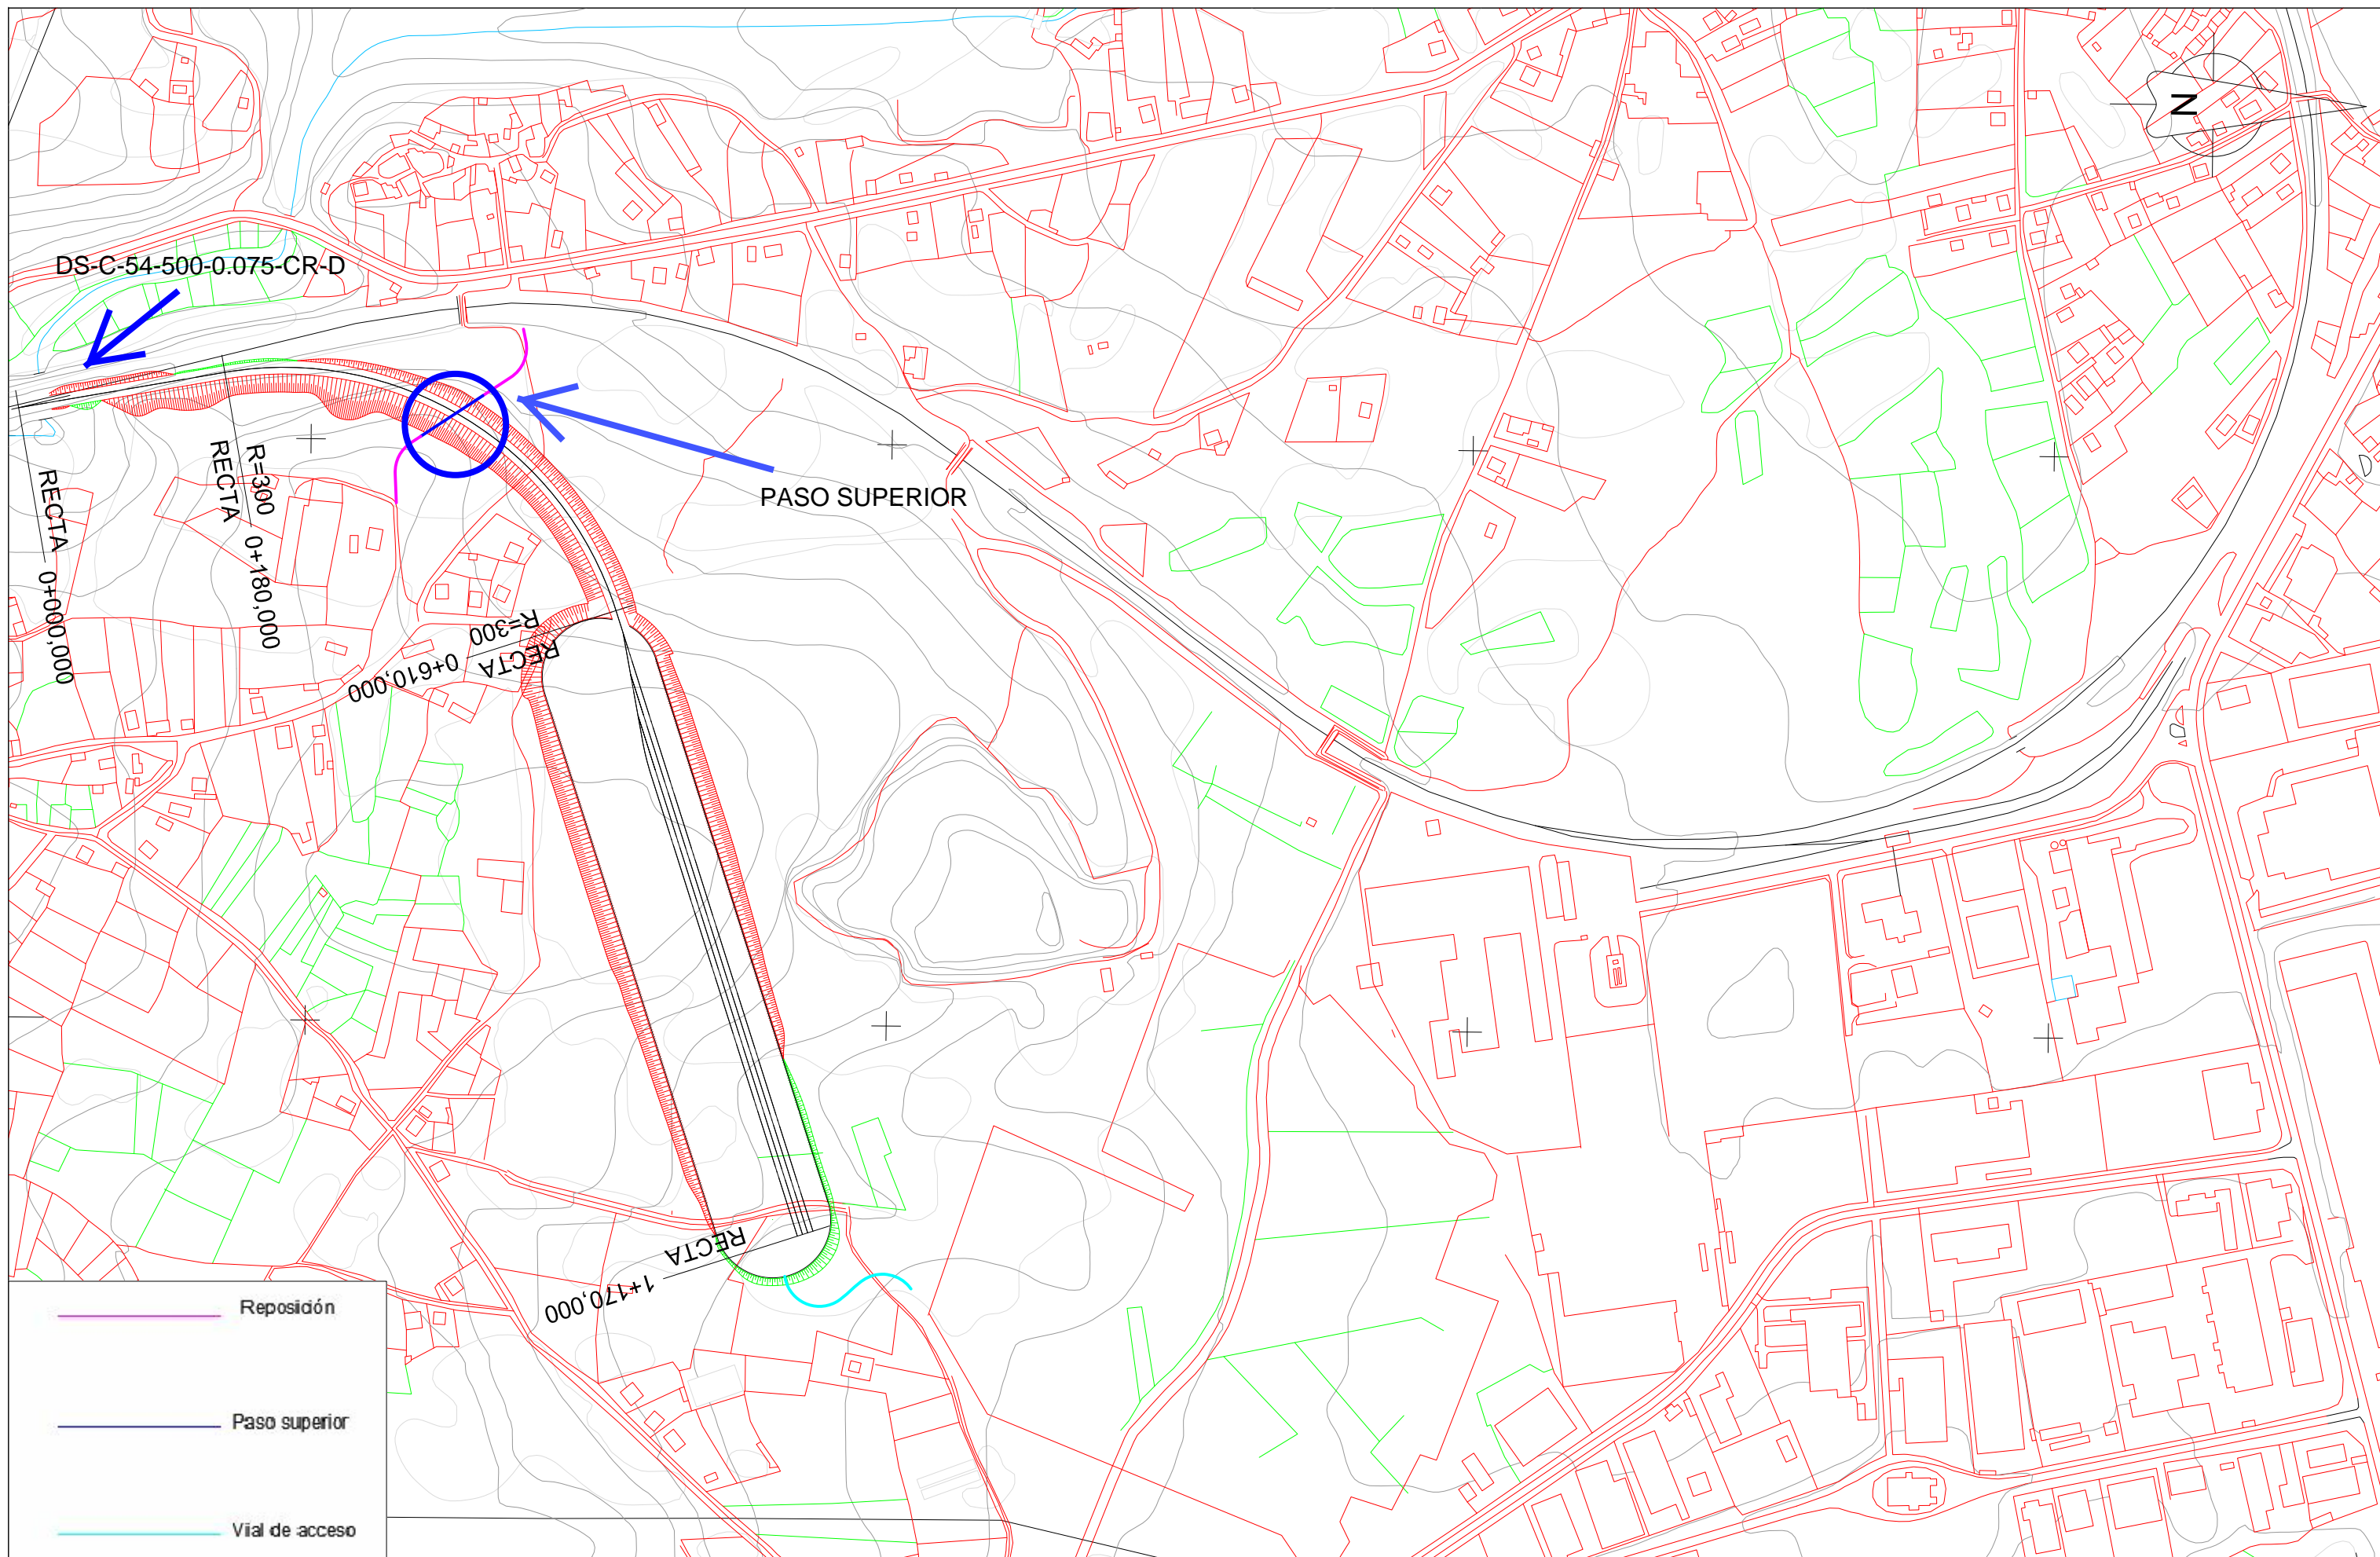 N
DS-C-54-500-0.075-CR-D
PASO SUPERIOR
RECTA
0+000,000
R=300
RECTA
0+180,000
R=300
RECTA
0+610,000
RECTA
1+170,000
Reposición
Paso superior
Vial de acceso